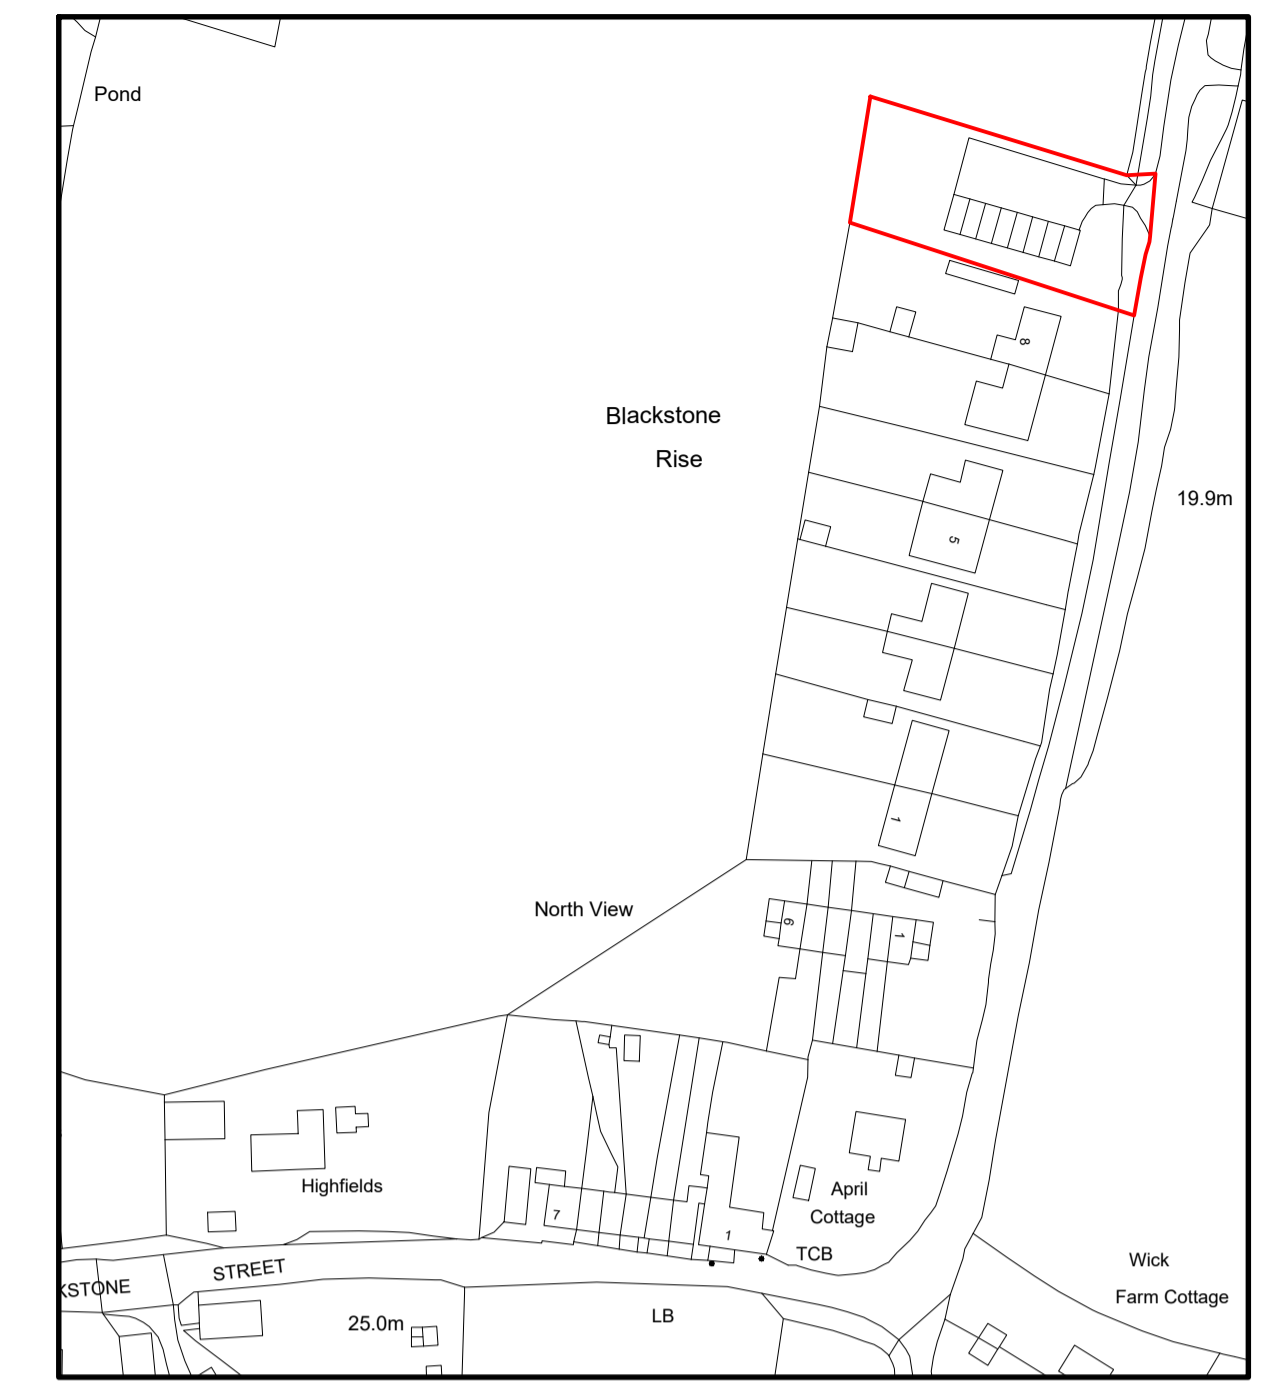 Pond
8
Blackstone
Rise
19.9m
5
1
North View
6
1
Highfields
April
Cottage
7
1
TCB
Wick
Farm Cottage
STREET
KSTONE
LB
25.0m